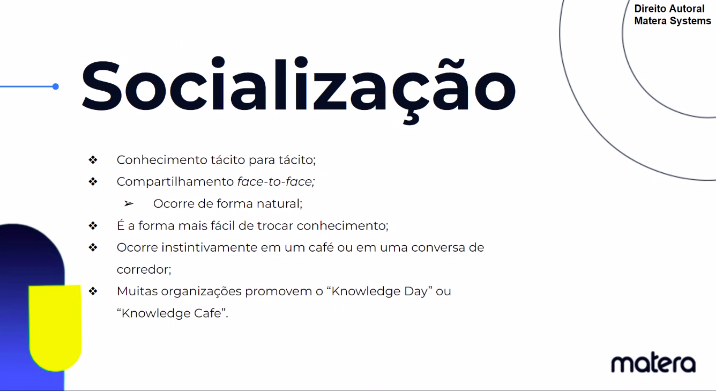 Direito Autoral
Matera Systems
Socialização
❖ Conhecimento tácito para tácito;
❖ Compartilhamento face-to-face;
➢ Ocorre de forma natural;
❖ É a forma mais fácil de trocar conhecimento;
❖ Ocorre instintivamente em um café ou em uma conversa de
corredor;
❖ Muitas organizações promovem o “Knowledge Day” ou
“Knowledge Cafe”.
matera